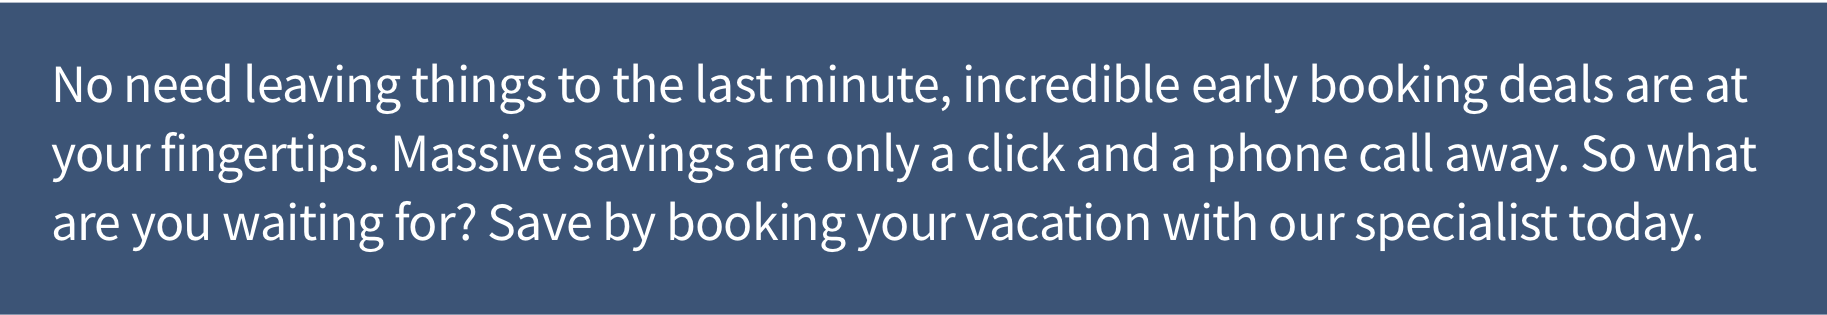 No need leaving things to the last minute, incredible early booking deals are at
your fingertips. Massive savings are only a click and a phone call away. So what
are you waiting for? Save by booking your vacation with our specialist today.